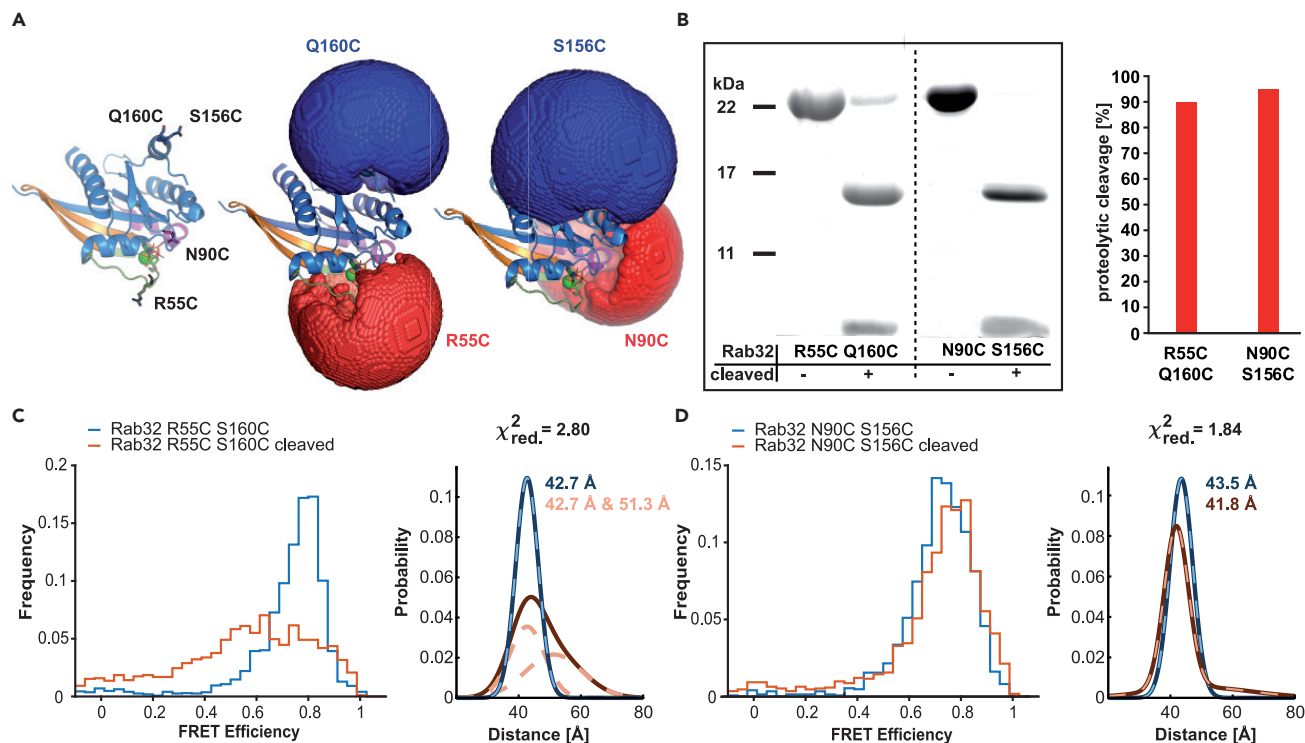 A
Q160C
S156C
Q160C
S156C
N90C
R55C
R55C
N90C
B
kDa
22
17
11
Rab32
R55C Q160C
N90C S156C
cleaved
-
+
-
+
proteolytic cleavage [%]
100
90
80
70
60
50
40
30
20
10
0
R55C
Q160C
N90C
S156C
C
Rab32 R55C S160C
Rab32 R55C S160C cleaved
Frequency
0.2
0.15
0.1
0.05
0
0 0.2 0.4 0.6 0.8 1
FRET Efficiency
χ²red. = 2.80
42.7 Å
42.7 Å & 51.3 Å
Probability
0.1
0.08
0.06
0.04
0.02
0
40 60 80
Distance [Å]
D
Rab32 N90C S156C
Rab32 N90C S156C cleaved
Frequency
0.15
0.1
0.05
0
0 0.2 0.4 0.6 0.8 1
FRET Efficiency
χ²red. = 1.84
43.5 Å
41.8 Å
Probability
0.1
0.08
0.06
0.04
0.02
0
40 60 80
Distance [Å]